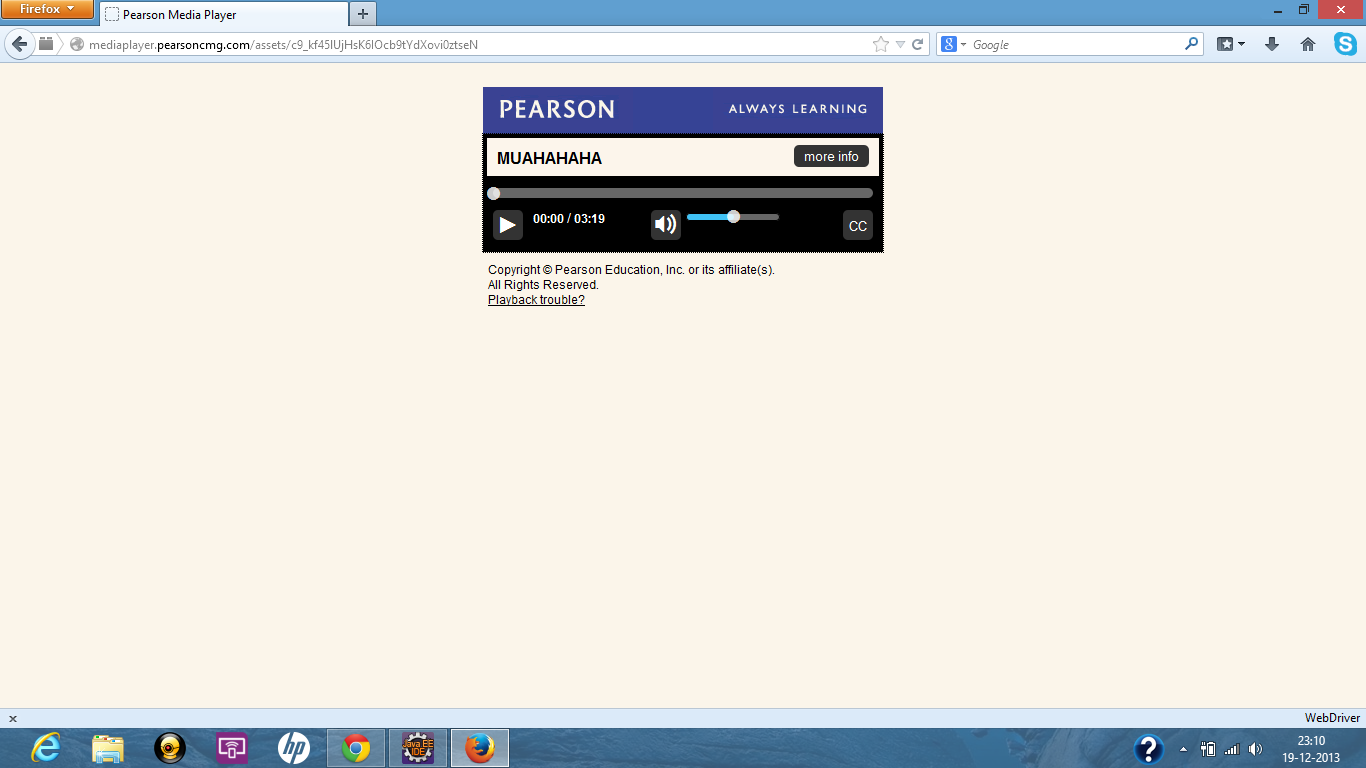 Firefox
Pearson Media Player
mediaplayer.pearsoncmg.com/assets/c9_kf45lUjHsK6lOcb9tYdXovi0ztseN
Google
PEARSON
ALWAYS LEARNING
MUAHAHAHA
more info
00:00 / 03:19
CC
Copyright © Pearson Education, Inc. or its affiliate(s).
All Rights Reserved.
Playback trouble?
x
WebDriver
hp
Java EE
IDE
23:10
19-12-2013